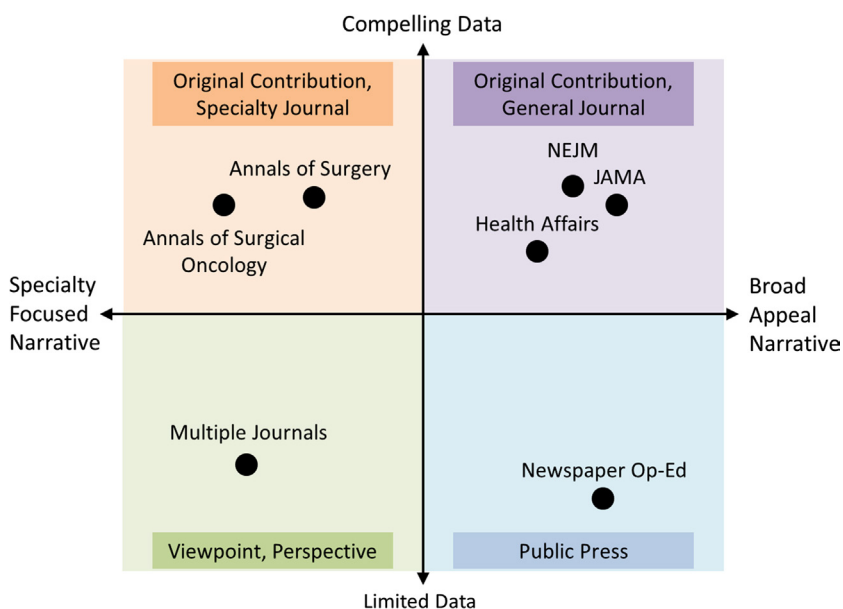 Compelling Data
Original Contribution,
Specialty Journal
Original Contribution,
General Journal
NEJM
Annals of Surgery
JAMA
Health Affairs
Annals of Surgical
Oncology
Specialty
Focused
Narrative
Broad
Appeal
Narrative
Multiple Journals
Newspaper Op-Ed
Viewpoint, Perspective
Public Press
Limited Data